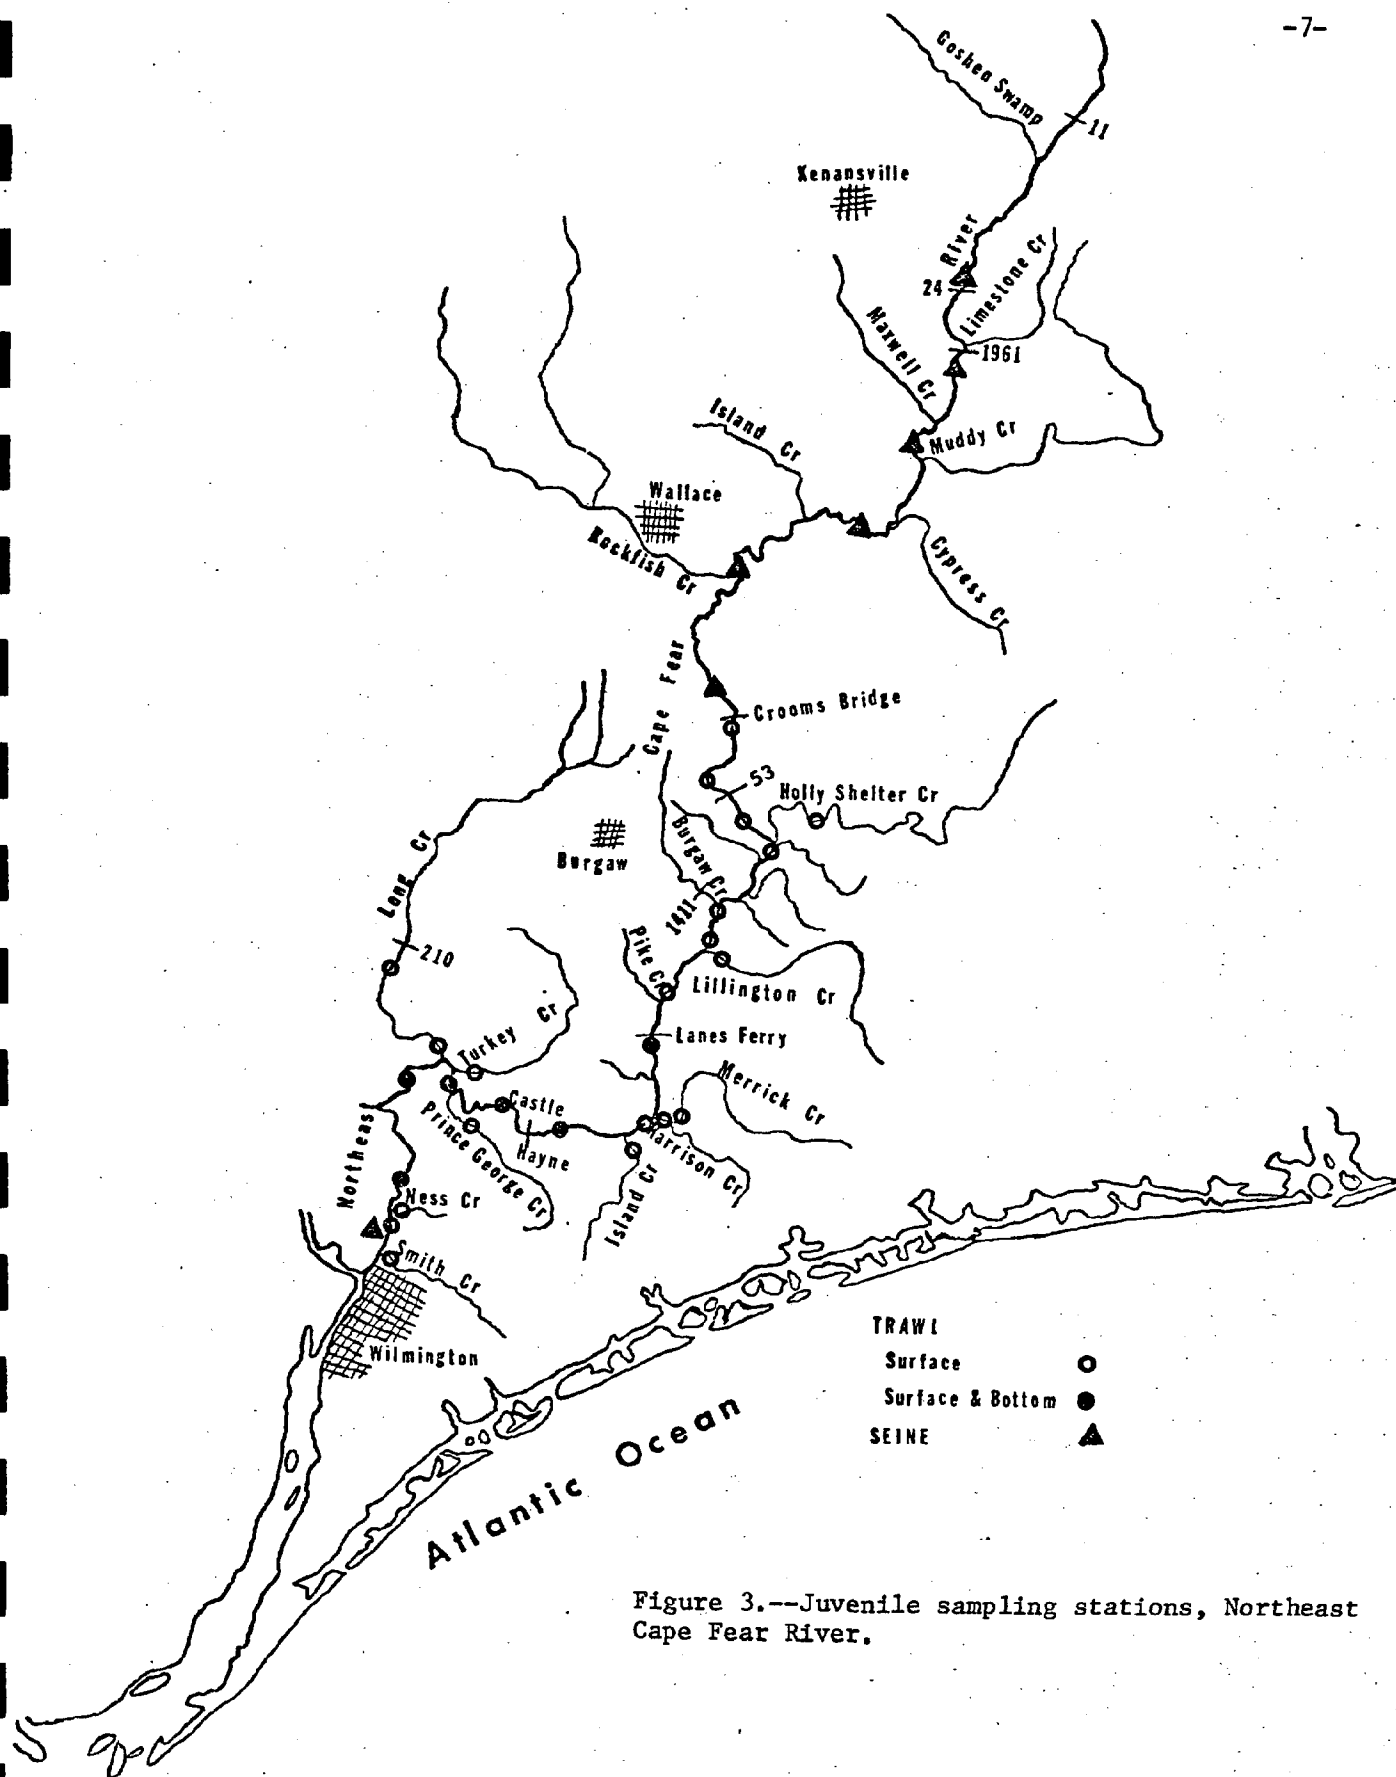 -7-
Goshen Swamp
11
Kenansville
River
24
Limestone Cr
1961
Maxwell Cr
Muddy Cr
Island Cr
Wallace
Rockfish Cr
Cypress Cr
Cape Fear
Crooms Bridge
53
Holly Shelter Cr
Burgaw
Burgaw Cr
1411
Long Cr
210
Pike Cr
Lillington Cr
Lanes Ferry
Turkey Cr
Merrick Cr
Castle
Hayne
Prince George Cr
Harrison Cr
Island Cr
Northeast
Ness Cr
Smith Cr
Wilmington
TRAWL
Surface
Surface & Bottom
SEINE
Atlantic Ocean
Figure 3.--Juvenile sampling stations, Northeast
Cape Fear River.